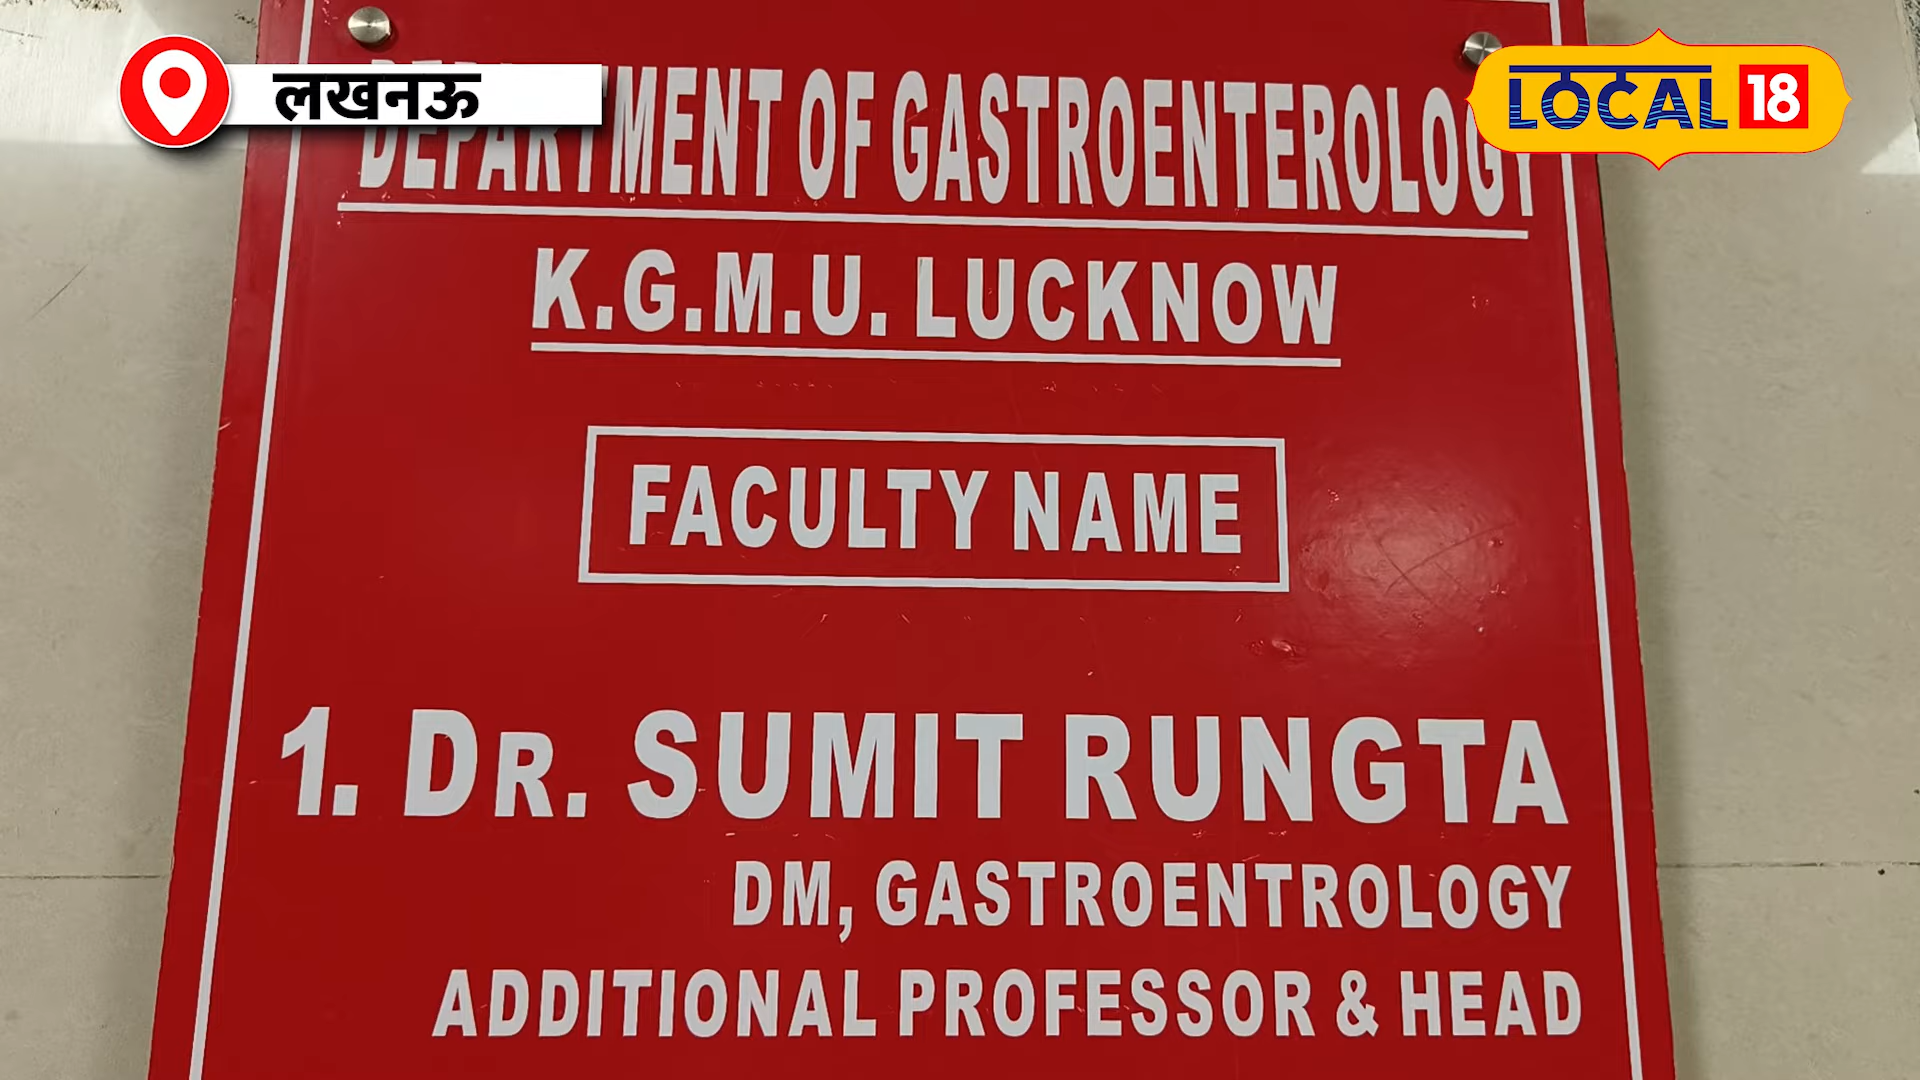 लखनऊ
LOCAL 18
DEPARTMENT OF GASTROENTEROLOGY
K.G.M.U. LUCKNOW
FACULTY NAME
1. DR. SUMIT RUNGTA
DM, GASTROENTROLOGY
ADDITIONAL PROFESSOR & HEAD